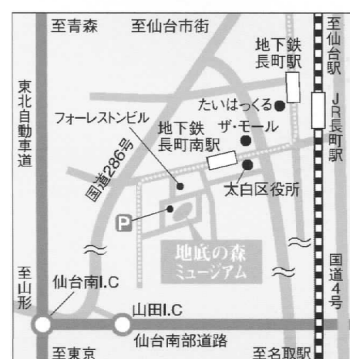 至青森
至仙台市街
至仙台駅
地下鉄
長町駅
東北自動車道
たいはっくる
JR長町駅
フォーレストンビル
ザ・モール
地下鉄
長町南駅
国道286号
太白区役所
P
地底の森
ミュージアム
至山形
仙台南I.C
国道4号
山田I.C
仙台南部道路
至東京
至名取駅